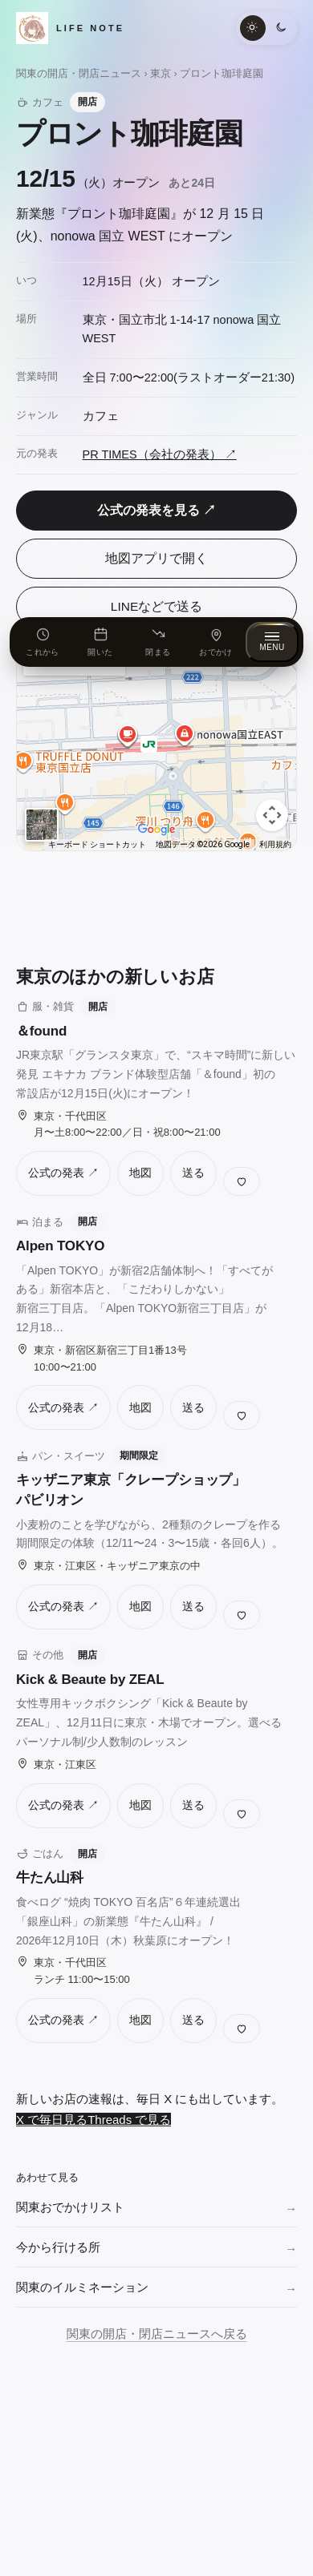 LIFE NOTE
関東の開店・閉店ニュース › 東京 › プロント珈琲庭園
カフェ 開店
プロント珈琲庭園
12/15（火）オープン あと24日
新業態『プロント珈琲庭園』が 12 月 15 日
(火)、nonowa 国立 WEST にオープン
いつ 12月15日（火） オープン
場所 東京・国立市北 1-14-17 nonowa 国立
WEST
営業時間 全日 7:00〜22:00(ラストオーダー21:30)
ジャンル カフェ
元の発表 PR TIMES（会社の発表） ↗
公式の発表を見る ↗
地図アプリで開く
LINEなどで送る
これから 開いた 閉まる おでかけ MENU
222
nonowa国立EAST
JR
TRUFFLE DONUT
東京国立店
カフ
146
深川 つり舟
145
Google
キーボード ショートカット 地図データ ©2026 Google 利用規約
東京のほかの新しいお店
服・雑貨 開店
＆found
JR東京駅「グランスタ東京」で、“スキマ時間”に新しい
発見 エキナカ ブランド体験型店舗「＆found」初の
常設店が12月15日(火)にオープン！
東京・千代田区
月〜土8:00〜22:00／日・祝8:00〜21:00
公式の発表 ↗ 地図 送る
泊まる 開店
Alpen TOKYO
「Alpen TOKYO」が新宿2店舗体制へ！「すべてが
ある」新宿本店と、「こだわりしかない」
新宿三丁目店。「Alpen TOKYO新宿三丁目店」が
12月18…
東京・新宿区新宿三丁目1番13号
10:00〜21:00
公式の発表 ↗ 地図 送る
パン・スイーツ 期間限定
キッザニア東京「クレープショップ」
パビリオン
小麦粉のことを学びながら、2種類のクレープを作る
期間限定の体験（12/11〜24・3〜15歳・各回6人）。
東京・江東区・キッザニア東京の中
公式の発表 ↗ 地図 送る
その他 開店
Kick & Beaute by ZEAL
女性専用キックボクシング「Kick & Beaute by
ZEAL」、12月11日に東京・木場でオープン。選べる
パーソナル制/少人数制のレッスン
東京・江東区
公式の発表 ↗ 地図 送る
ごはん 開店
牛たん山科
食べログ “焼肉 TOKYO 百名店” 6 年連続選出
「銀座山科」の新業態『牛たん山科』 /
2026年12月10日（木）秋葉原にオープン！
東京・千代田区
ランチ 11:00〜15:00
公式の発表 ↗ 地図 送る
新しいお店の速報は、毎日 X にも出しています。
X で毎日見るThreads で見る
あわせて見る
関東おでかけリスト →
今から行ける所 →
関東のイルミネーション →
関東の開店・閉店ニュースへ戻る